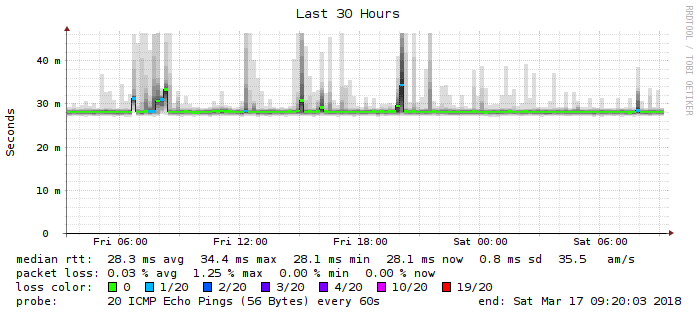 Last 30 Hours
RRDTOOL / TOBI OETIKER
Seconds
40 m
30 m
20 m
10 m
0
Fri 06:00 Fri 12:00 Fri 18:00 Sat 00:00 Sat 06:00
median rtt: 28.3 ms avg 34.4 ms max 28.1 ms min 28.1 ms now 0.8 ms sd 35.5 am/s
packet loss: 0.03 % avg 1.25 % max 0.00 % min 0.00 % now
loss color: 0 1/20 2/20 3/20 4/20 10/20 19/20
probe: 20 ICMP Echo Pings (56 Bytes) every 60s end: Sat Mar 17 09:20:03 2018